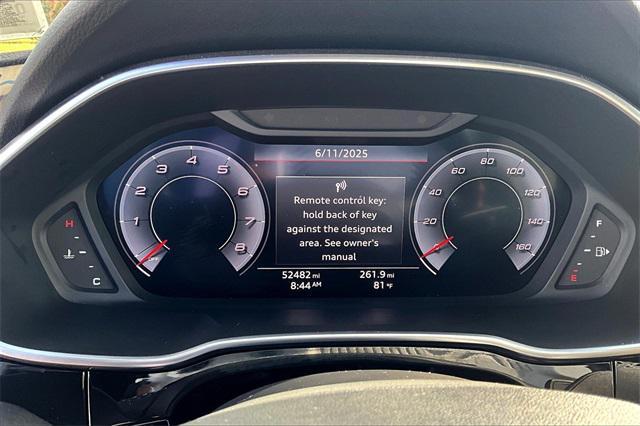 6/11/2025
Remote control key:
hold back of key
against the designated
area. See owner's
manual
52482 mi
261.9 mi
8:44 AM
81 °F
1
2
3
4
5
6
7
8
0
20
40
60
80
100
120
140
160
H
C
F
E